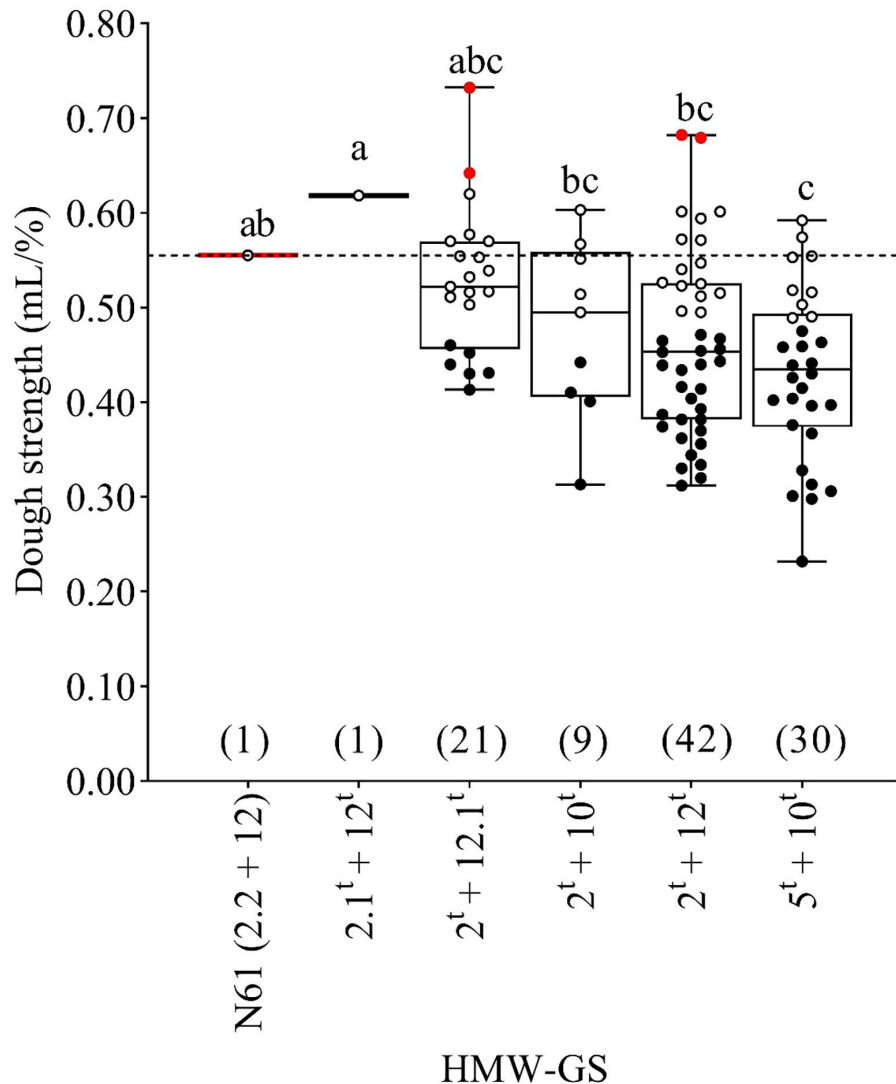 Dough strength (mL/%)
0.80
0.70
0.60
0.50
0.40
0.30
0.20
0.10
0.00
ab
a
abc
bc
bc
c
(1)
(1)
(21)
(9)
(42)
(30)
N61 (2.2 + 12)
2.1ᵗ + 12ᵗ
2ᵗ + 12.1ᵗ
2ᵗ + 10ᵗ
2ᵗ + 12ᵗ
5ᵗ + 10ᵗ
HMW-GS